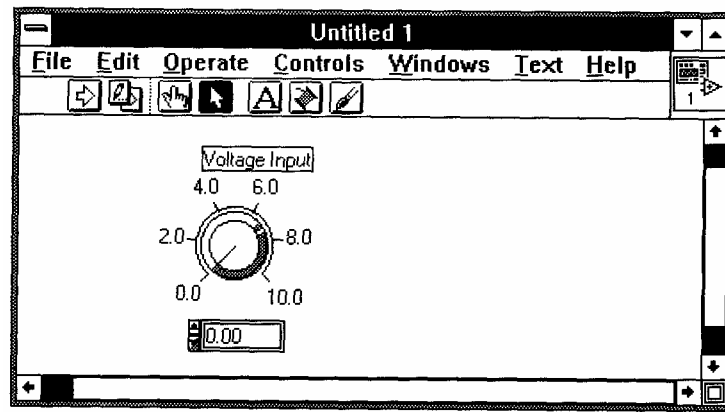 Untitled 1
File Edit Operate Controls Windows Text Help
A
1
Voltage Input
4.0 6.0
2.0 8.0
0.0 10.0
0.00